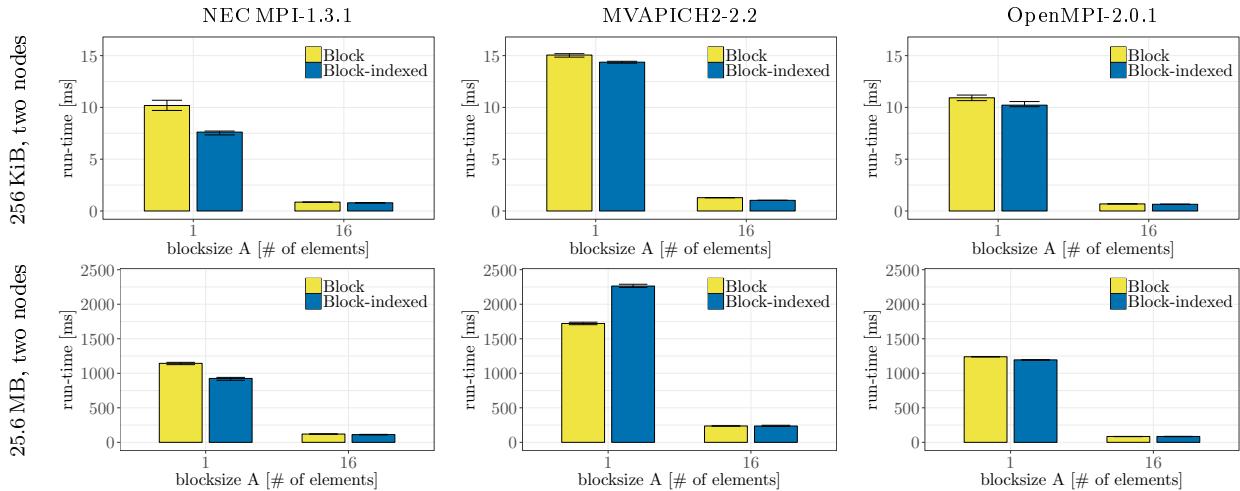 NEC MPI-1.3.1
MVAPICH2-2.2
OpenMPI-2.0.1
256 KiB, two nodes
run-time [ms]
15
10
5
0
Block
Block-indexed
1
16
blocksize A [# of elements]
run-time [ms]
15
10
5
0
Block
Block-indexed
1
16
blocksize A [# of elements]
run-time [ms]
15
10
5
0
Block
Block-indexed
1
16
blocksize A [# of elements]
25.6 MB, two nodes
run-time [ms]
2500
2000
1500
1000
500
0
Block
Block-indexed
1
16
blocksize A [# of elements]
run-time [ms]
2500
2000
1500
1000
500
0
Block
Block-indexed
1
16
blocksize A [# of elements]
run-time [ms]
2500
2000
1500
1000
500
0
Block
Block-indexed
1
16
blocksize A [# of elements]